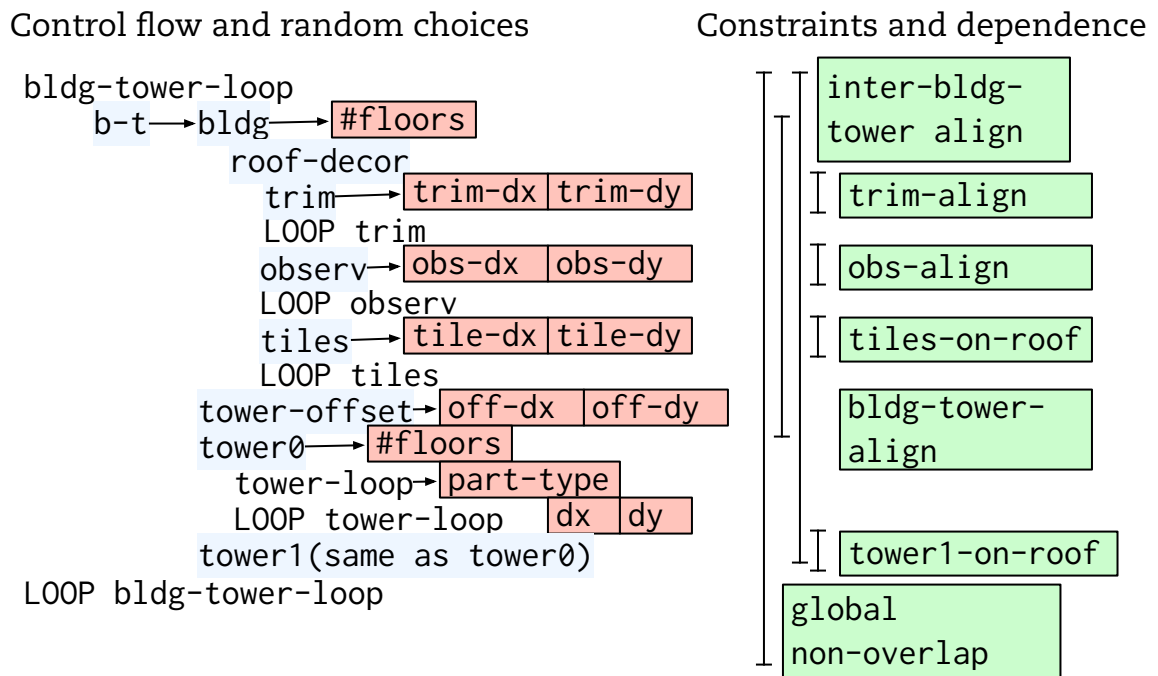 Control flow and random choices
bldg-tower-loop
b-t bldg #floors
roof-decor
trim trim-dx trim-dy
LOOP trim
observ obs-dx obs-dy
LOOP observ
tiles tile-dx tile-dy
LOOP tiles
tower-offset off-dx off-dy
tower0 #floors
tower-loop part-type
LOOP tower-loop dx dy
tower1(same as tower0)
LOOP bldg-tower-loop
Constraints and dependence
inter-bldg-
tower align
trim-align
obs-align
tiles-on-roof
bldg-tower-
align
tower1-on-roof
global
non-overlap